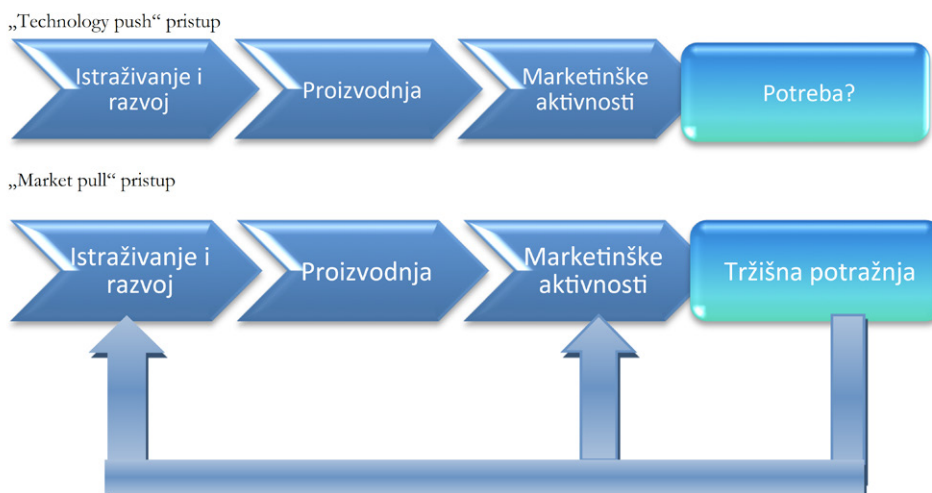 „Technology push“ pristup
Istraživanje i
razvoj
Proizvodnja
Marketinške
aktivnosti
Potreba?
„Market pull“ pristup
Istraživanje i
razvoj
Proizvodnja
Marketinške
aktivnosti
Tržišna potražnja